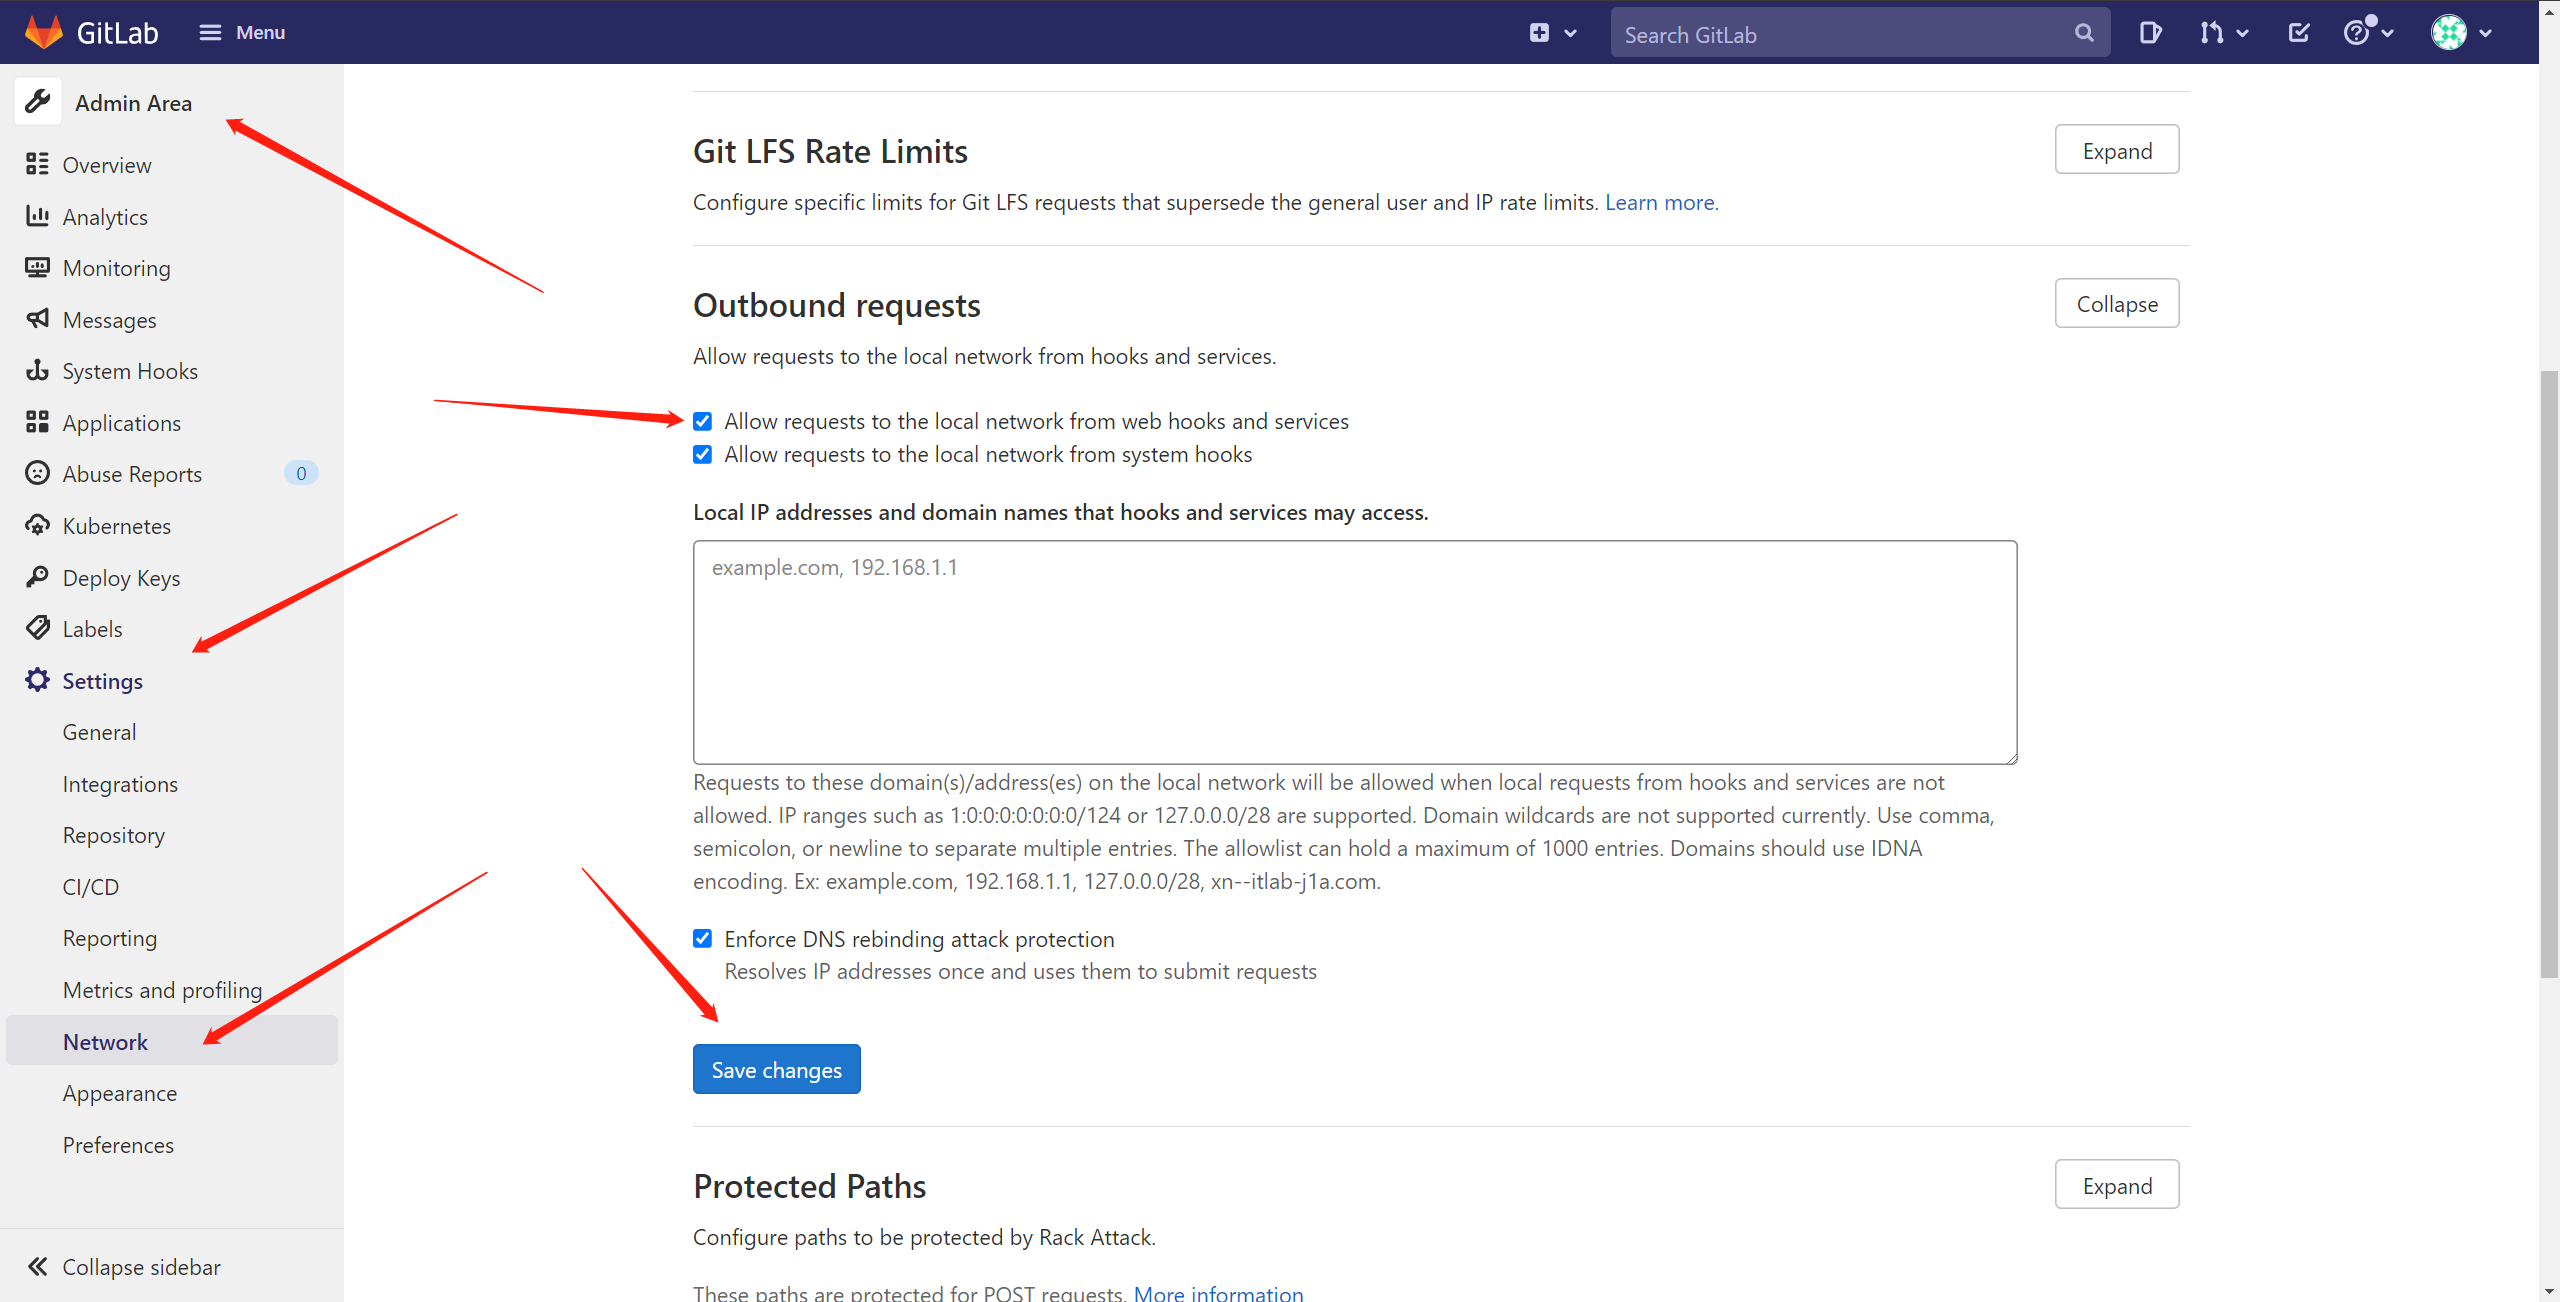 GitLab
Menu
Search GitLab
Admin Area
Overview
Analytics
Monitoring
Messages
System Hooks
Applications
Abuse Reports
0
Kubernetes
Deploy Keys
Labels
Settings
General
Integrations
Repository
CI/CD
Reporting
Metrics and profiling
Network
Appearance
Preferences
Collapse sidebar
Git LFS Rate Limits
Expand
Configure specific limits for Git LFS requests that supersede the general user and IP rate limits. Learn more.
Outbound requests
Collapse
Allow requests to the local network from hooks and services.
Allow requests to the local network from web hooks and services
Allow requests to the local network from system hooks
Local IP addresses and domain names that hooks and services may access.
example.com, 192.168.1.1
Requests to these domain(s)/address(es) on the local network will be allowed when local requests from hooks and services are not
allowed. IP ranges such as 1:0:0:0:0:0:0:0/124 or 127.0.0.0/28 are supported. Domain wildcards are not supported currently. Use comma,
semicolon, or newline to separate multiple entries. The allowlist can hold a maximum of 1000 entries. Domains should use IDNA
encoding. Ex: example.com, 192.168.1.1, 127.0.0.0/28, xn--itlab-j1a.com.
Enforce DNS rebinding attack protection
Resolves IP addresses once and uses them to submit requests
Save changes
Protected Paths
Expand
Configure paths to be protected by Rack Attack.
These paths are protected for POST requests. More information